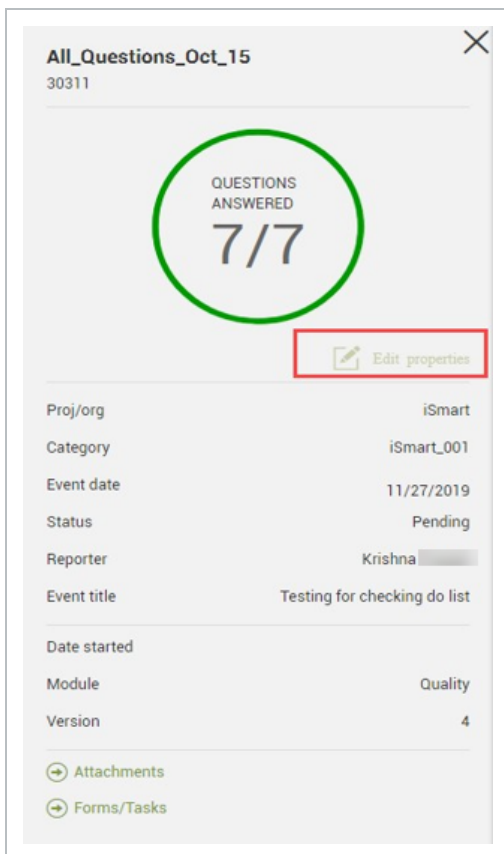 All_Questions_Oct_15
30311
QUESTIONS
ANSWERED
7/7
Edit properties
Proj/org iSmart
Category iSmart_001
Event date 11/27/2019
Status Pending
Reporter Krishna
Event title Testing for checking do list
Date started
Module Quality
Version 4
Attachments
Forms/Tasks